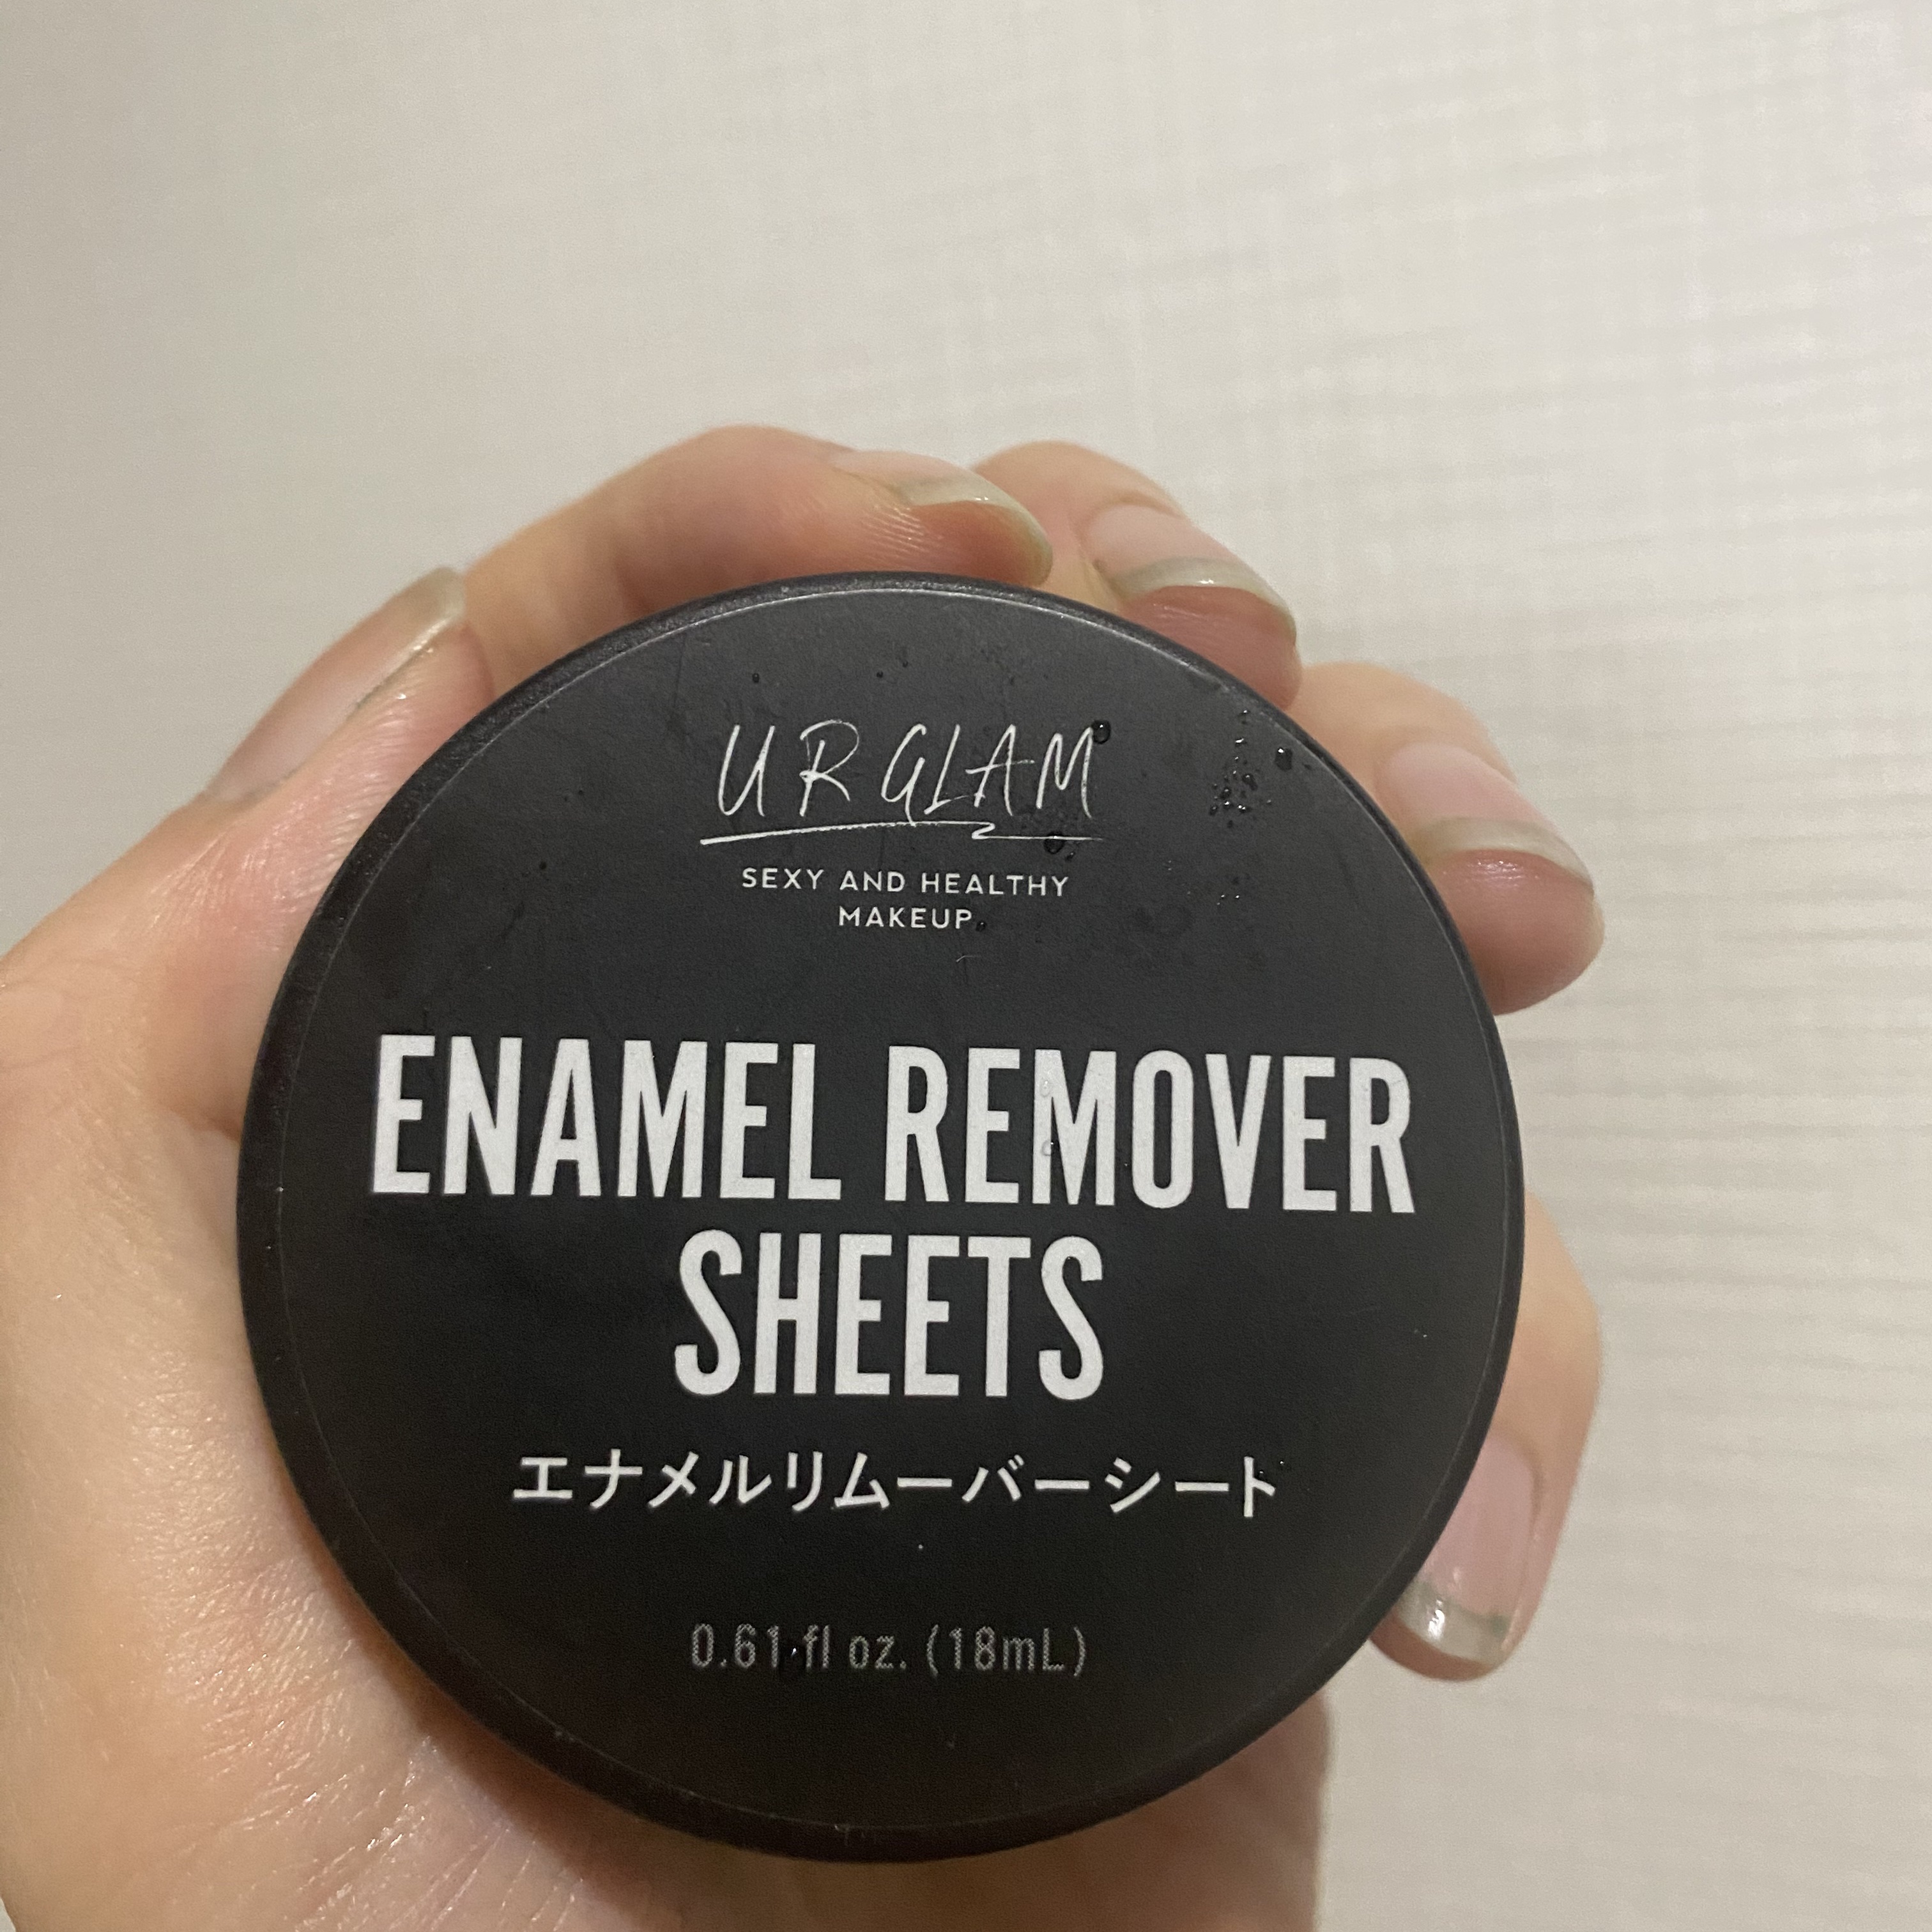 U R GLAM
SEXY AND HEALTHY
MAKEUP
ENAMEL REMOVER
SHEETS
エナメルリムーバーシート
0.61 fl oz. (18mL)